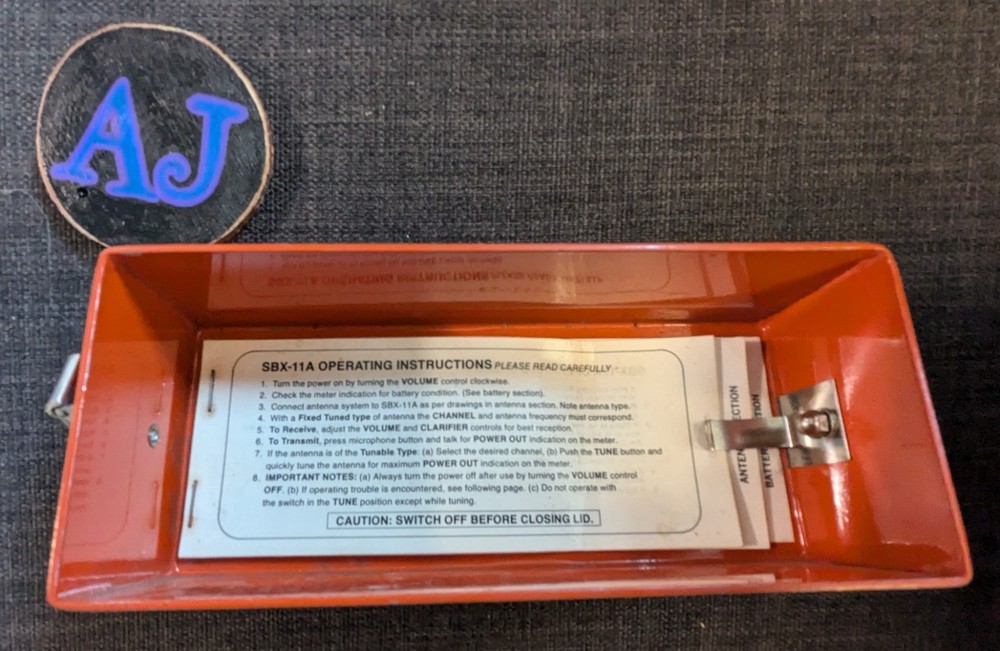 AJ
SBX-11A OPERATING INSTRUCTIONS PLEASE READ CAREFULLY
1. Turn the power on by turning the VOLUME control clockwise.
2. Check the meter indication for battery condition. (See battery section).
3. Connect antenna system to SBX-11A as per drawings in antenna section. Note antenna type.
4. With a Fixed Tuned type of antenna the CHANNEL and antenna frequency must correspond.
5. To Receive, adjust the VOLUME and CLARIFIER controls for best reception.
6. To Transmit, press microphone button and talk for POWER OUT indication on the meter.
7. If the antenna is of the Tunable Type: (a) Select the desired channel, (b) Push the TUNE button and
quickly tune the antenna for maximum POWER OUT indication on the meter.
8. IMPORTANT NOTES: (a) Always turn the power off after use by turning the VOLUME control
OFF. (b) If operating trouble is encountered, see following page. (c) Do not operate with
the switch in the TUNE position except while tuning.
CAUTION: SWITCH OFF BEFORE CLOSING LID.